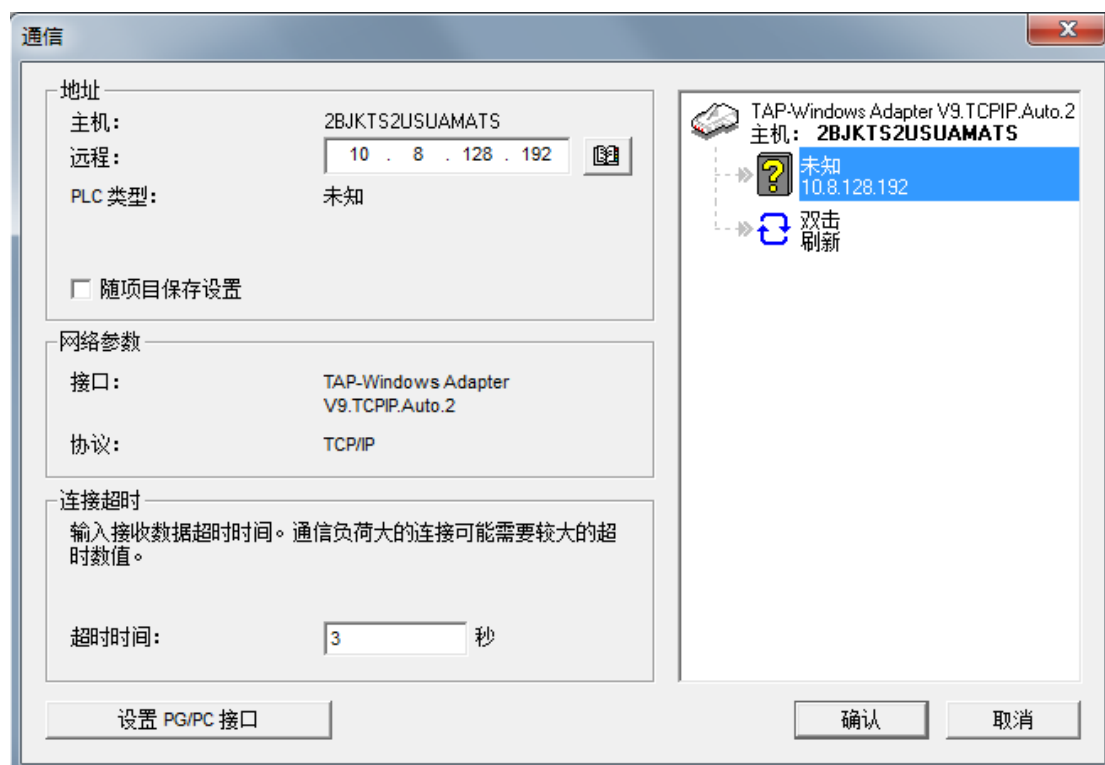 通信
地址
主机: 2BJKTS2USUAMATS
远程: 10 . 8 . 128 . 192
PLC 类型: 未知
随项目保存设置
网络参数
接口: TAP-Windows Adapter
V9.TCPIP.Auto.2
协议: TCP/IP
连接超时
输入接收数据超时时间。通信负荷大的连接可能需要较大的超
时数值。
超时时间: 3 秒
设置 PG/PC 接口
TAP-Windows Adapter V9.TCPIP.Auto.2
主机: 2BJKTS2USUAMATS
未知
10.8.128.192
双击
刷新
确认
取消